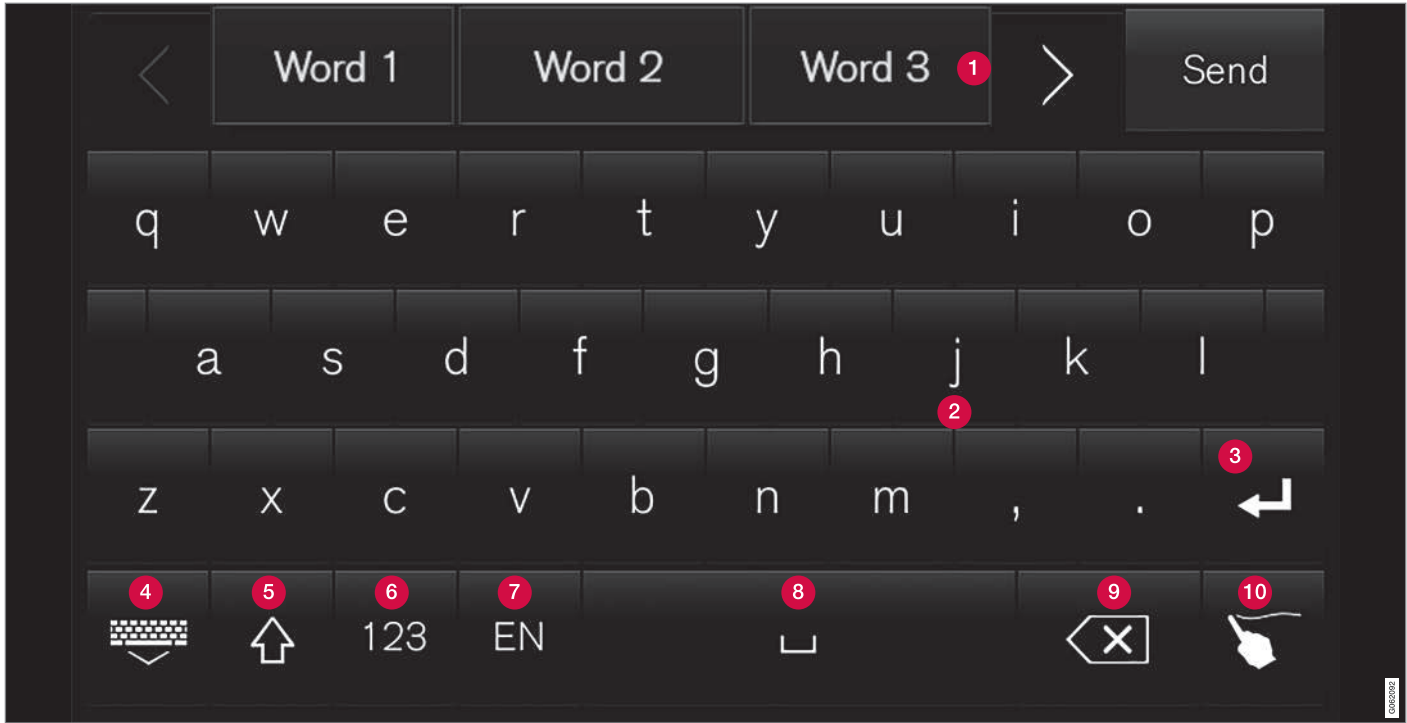 Word 1 Word 2 Word 3 1 Send
q w e r t y u i o p
a s d f g h j k l
2
3
z x c v b n m , .
4 5 6 7 8 9 10
123 EN
G062092